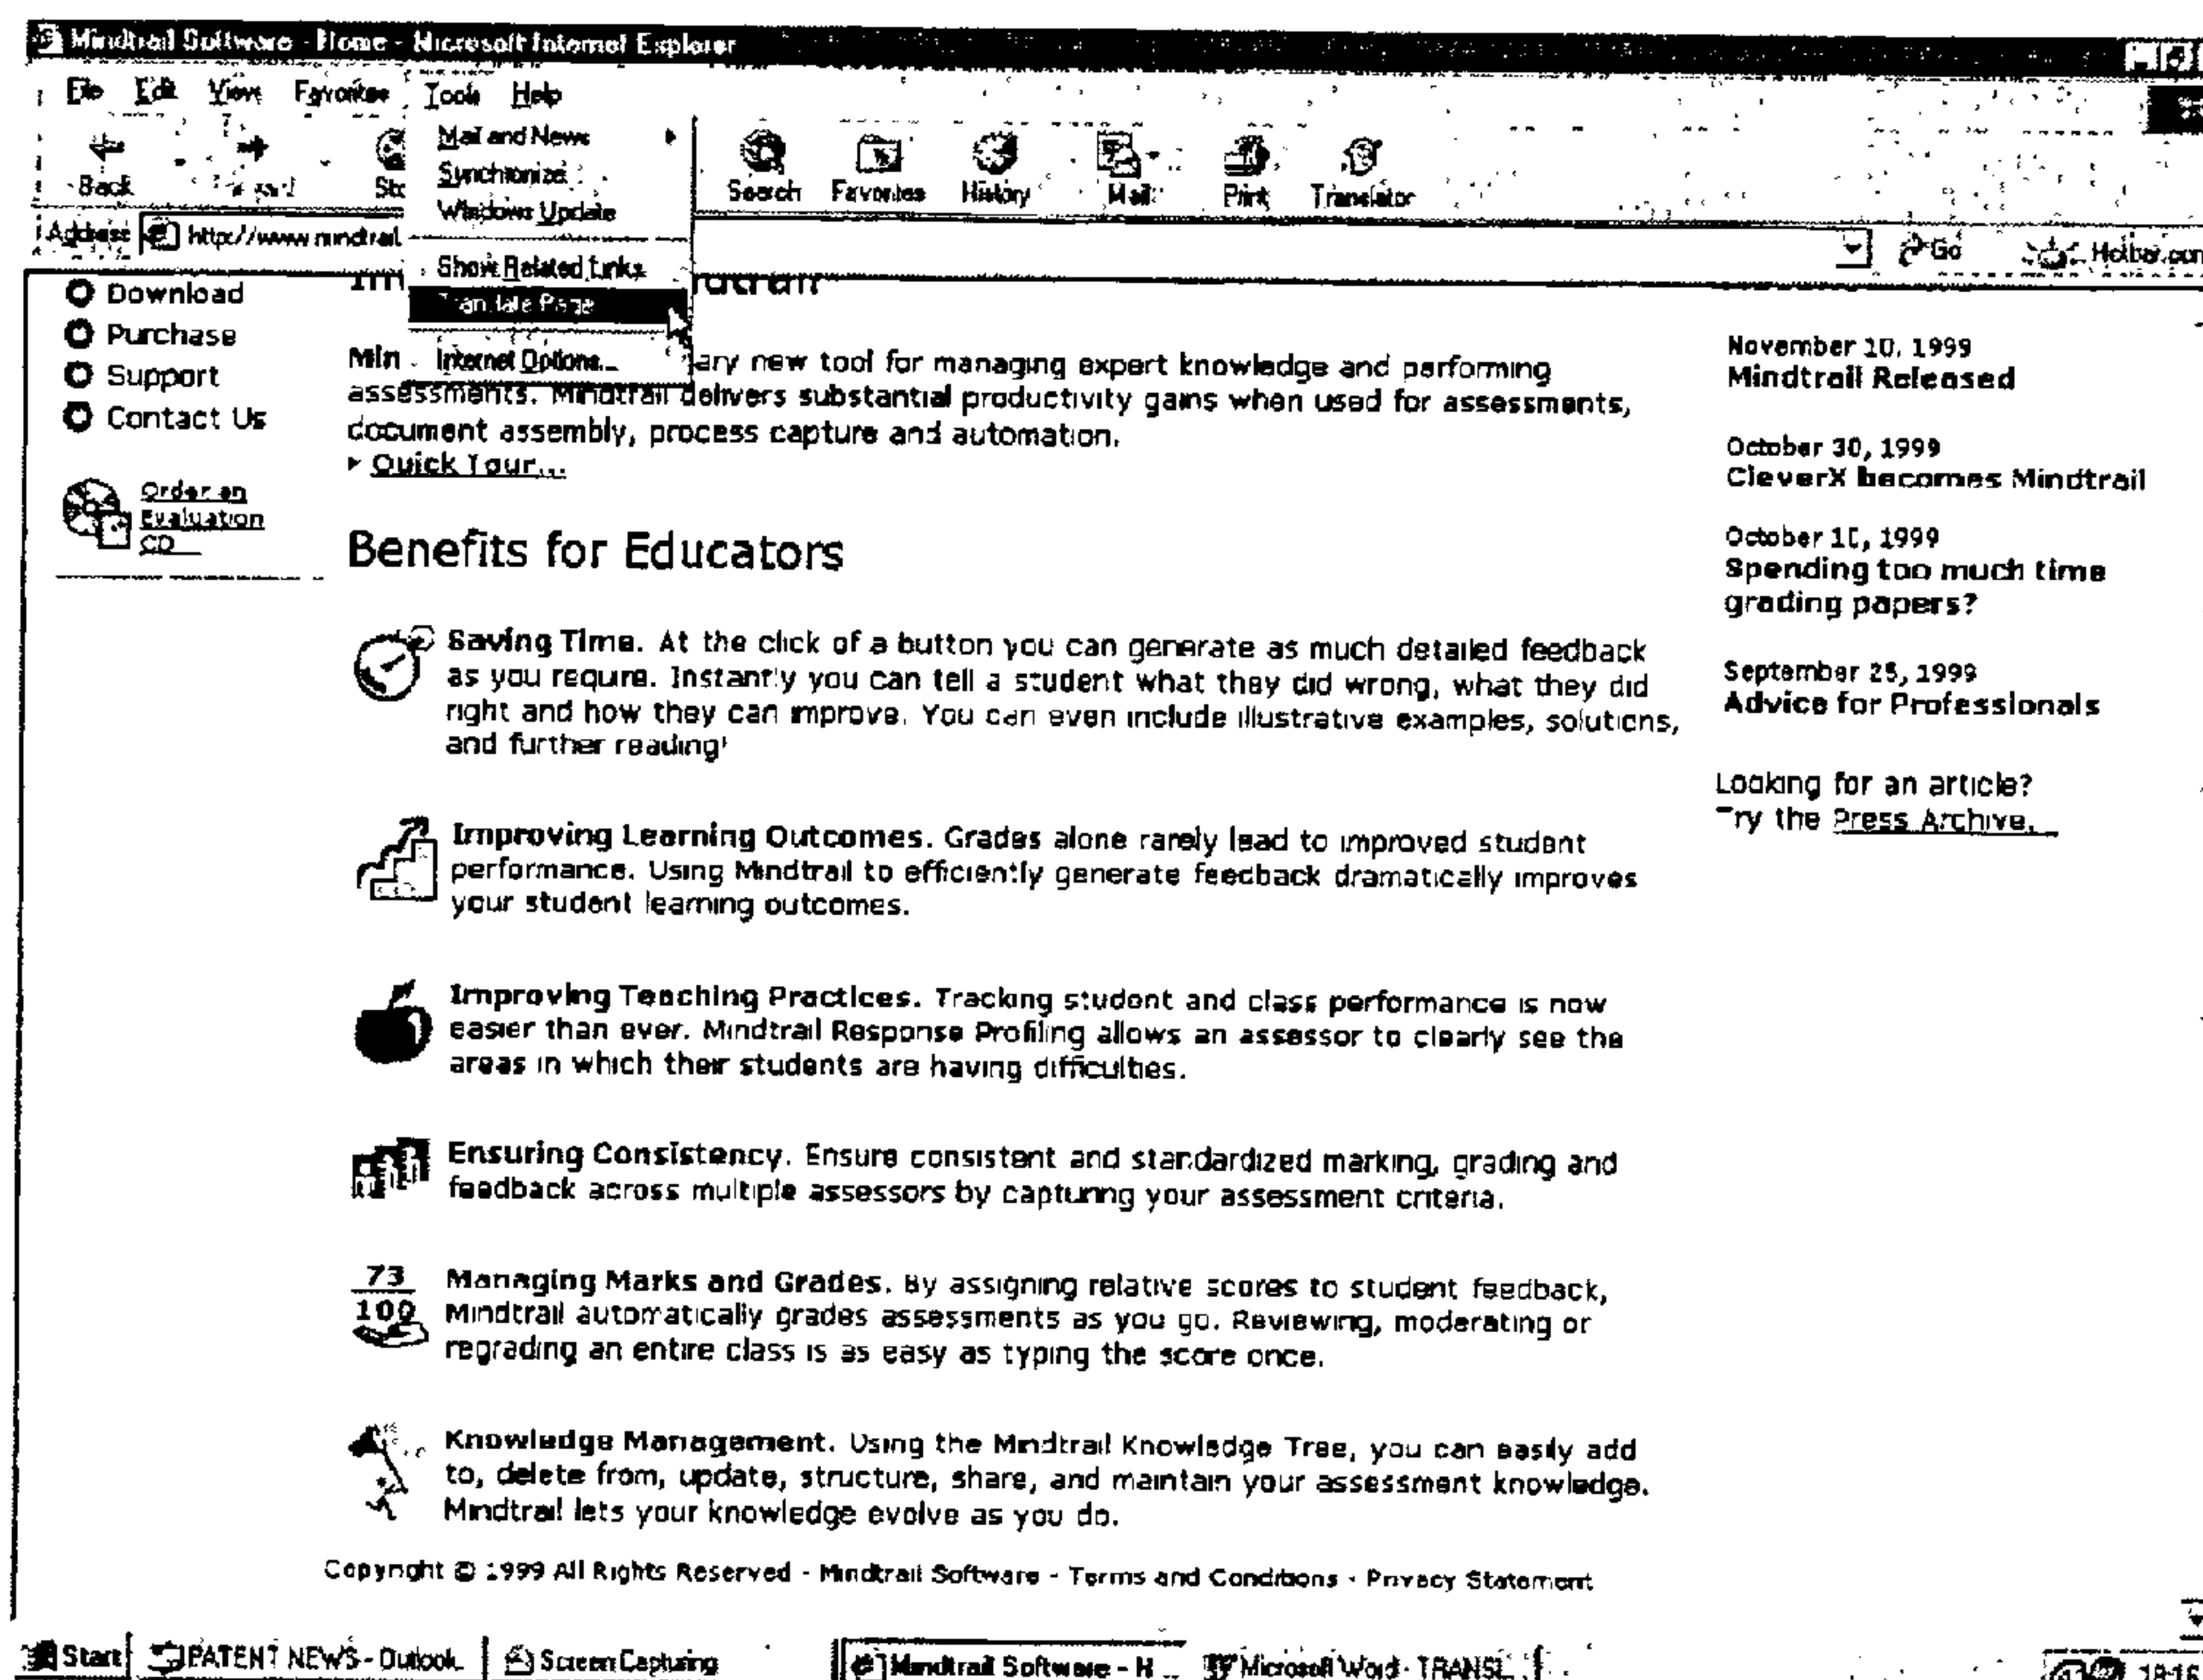 Mindtrail Software - Home - Microsoft Internet Explorer
File Edit View Favorites Tools Help
Back
Search Favorites History Mail Print Translator
Mail and News
Synchronize
Windows Update
Show Related Links
Translate Page
Internet Options...
Address http://www.mindtrail.
Go
Download
Purchase
Support
Contact Us
Order an
Evaluation
CD
Min
ary new tool for managing expert knowledge and performing
assessments. Mindtrail delivers substantial productivity gains when used for assessments,
document assembly, process capture and automation.
Quick Tour...
Benefits for Educators
Saving Time. At the click of a button you can generate as much detailed feedback
as you require. Instantly you can tell a student what they did wrong, what they did
right and how they can improve. You can even include illustrative examples, solutions,
and further reading!
Improving Learning Outcomes. Grades alone rarely lead to improved student
performance. Using Mindtrail to efficiently generate feedback dramatically improves
your student learning outcomes.
Improving Teaching Practices. Tracking student and class performance is now
easier than ever. Mindtrail Response Profiling allows an assessor to clearly see the
areas in which their students are having difficulties.
Ensuring Consistency. Ensure consistent and standardized marking, grading and
feedback across multiple assessors by capturing your assessment criteria.
73
100
Managing Marks and Grades. By assigning relative scores to student feedback,
Mindtrail automatically grades assessments as you go. Reviewing, moderating or
regrading an entire class is as easy as typing the score once.
Knowledge Management. Using the Mindtrail Knowledge Tree, you can easily add
to, delete from, update, structure, share, and maintain your assessment knowledge.
Mindtrail lets your knowledge evolve as you do.
November 10, 1999
Mindtrail Released
October 30, 1999
CleverX becomes Mindtrail
October 10, 1999
Spending too much time
grading papers?
September 25, 1999
Advice for Professionals
Looking for an article?
Try the Press Archive.
Copyright © 1999 All Rights Reserved - Mindtrail Software - Terms and Conditions - Privacy Statement
Start PATENT NEWS - Outlook Screen Capturing Mindtrail Software - H... Microsoft Word - TRANSL